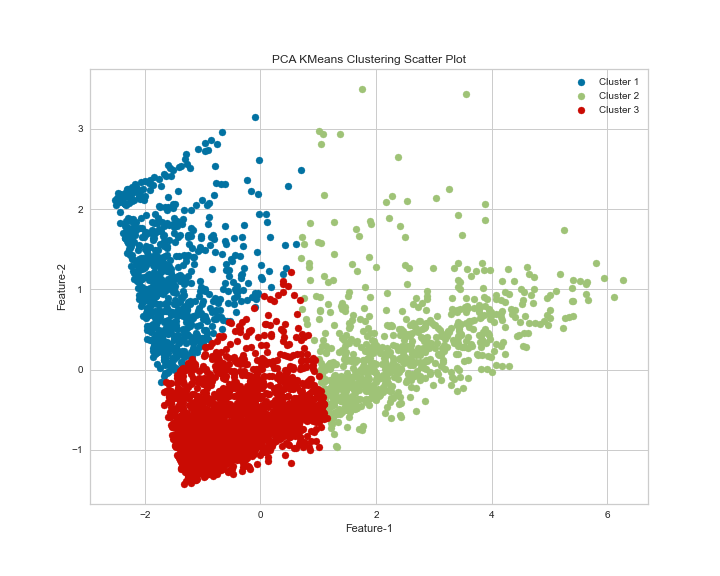 PCA KMeans Clustering Scatter Plot
Cluster 1
Cluster 2
Cluster 3
3
2
1
0
−1
Feature-2
−2
0
2
4
6
Feature-1